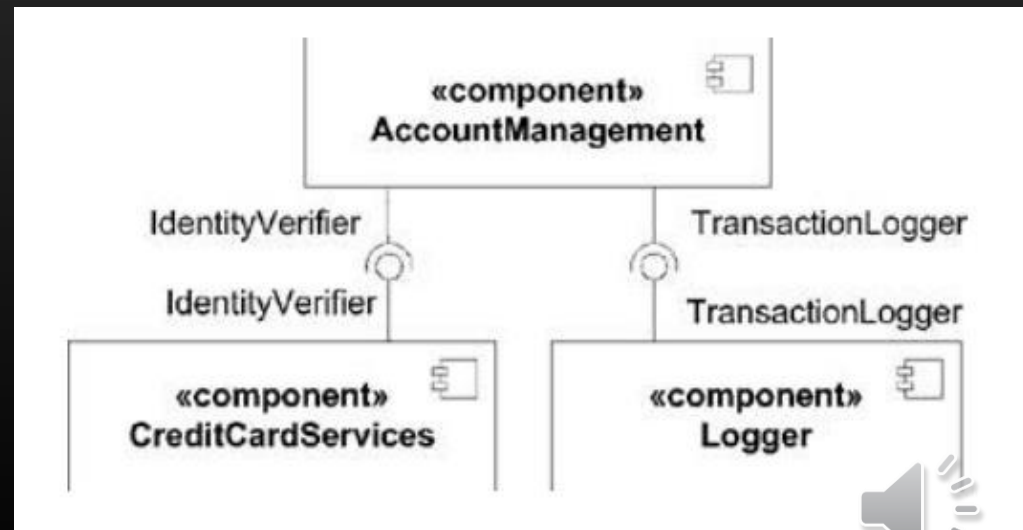 «component»
AccountManagement
IdentityVerifier
TransactionLogger
IdentityVerifier
TransactionLogger
«component»
CreditCardServices
«component»
Logger